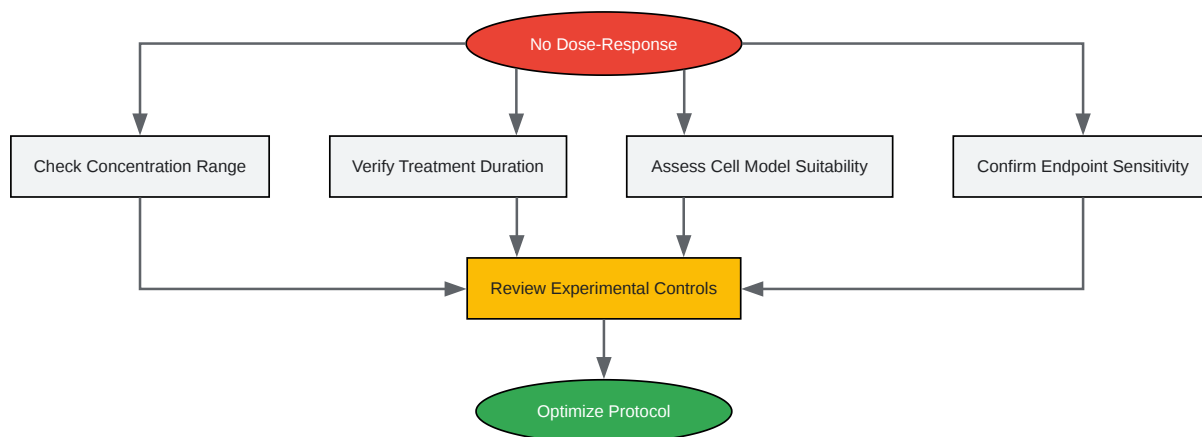 No Dose-Response
Check Concentration Range
Verify Treatment Duration
Assess Cell Model Suitability
Confirm Endpoint Sensitivity
Review Experimental Controls
Optimize Protocol